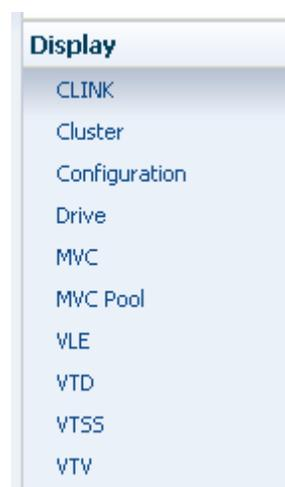 Display
CLINK
Cluster
Configuration
Drive
MVC
MVC Pool
VLE
VTD
VTSS
VTV